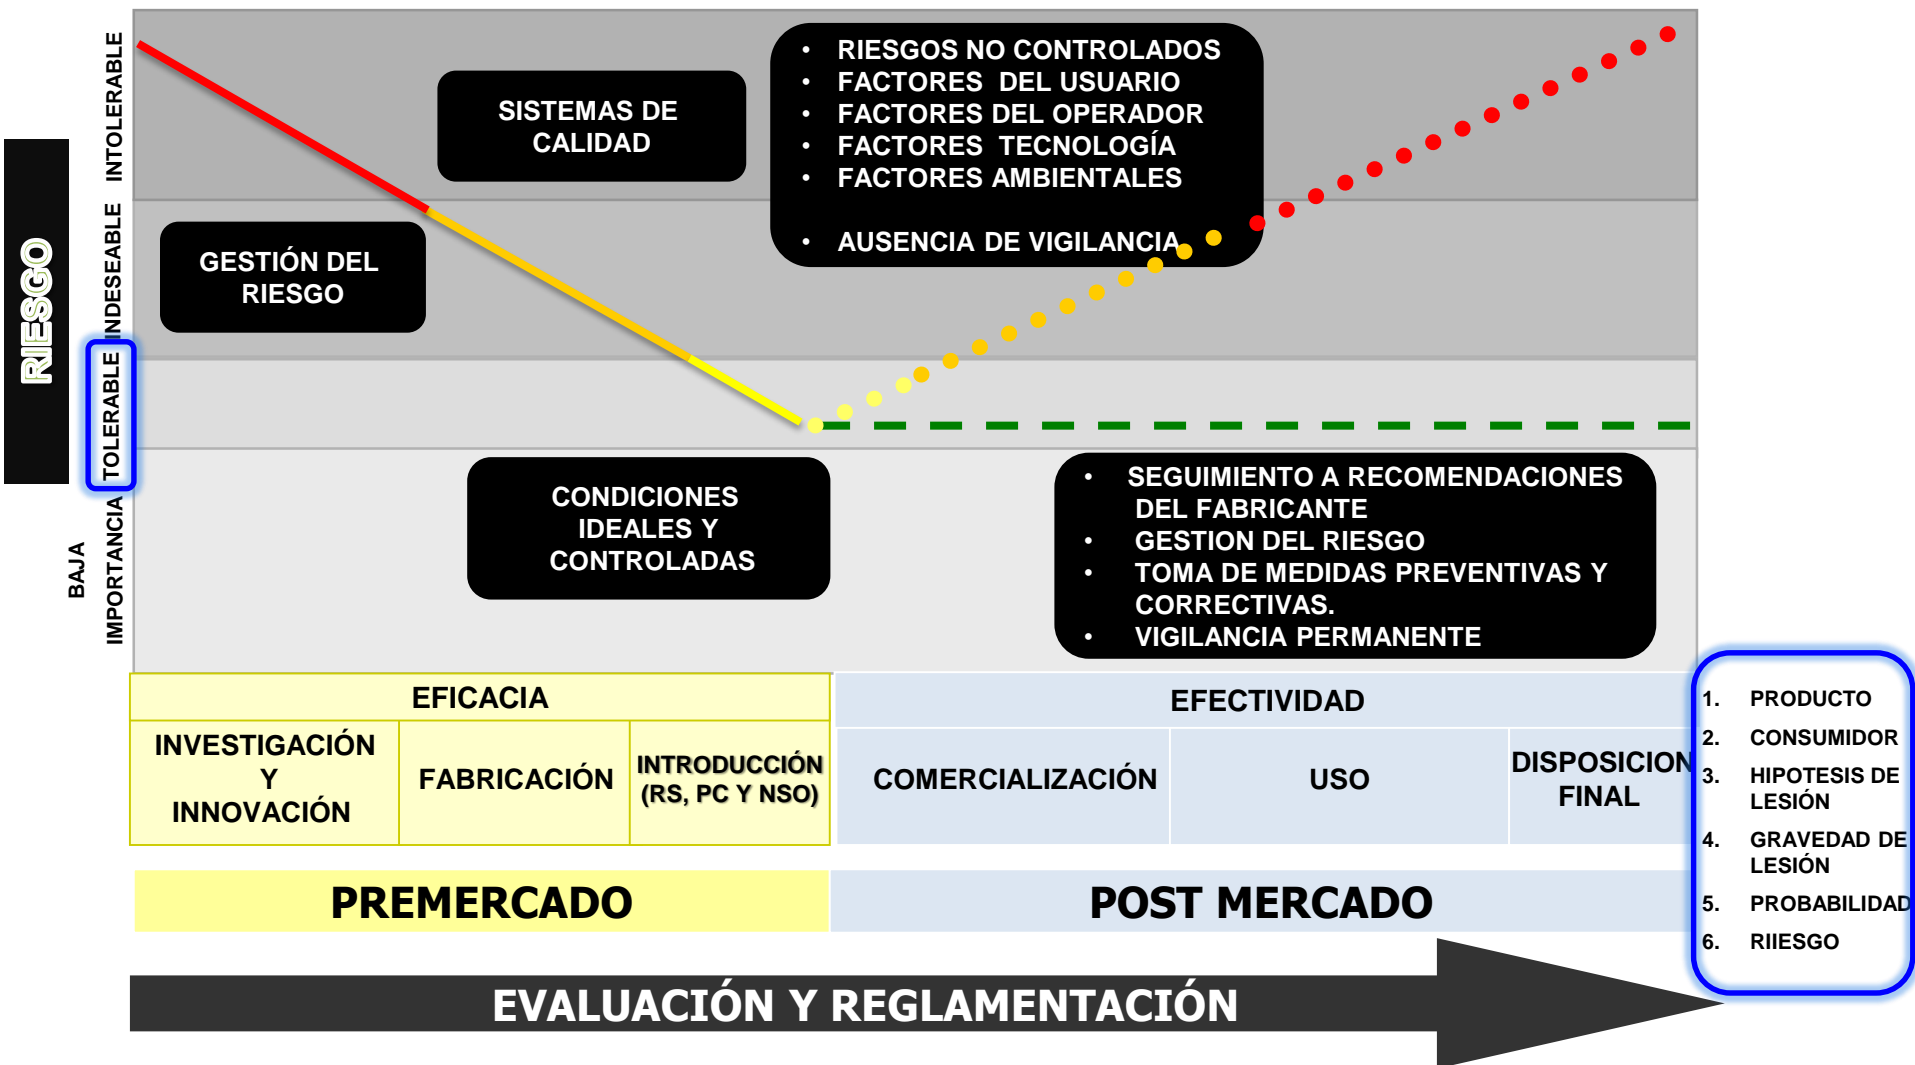 RIESGO
INTOLERABLE
INDESEABLE
TOLERABLE
BAJA
IMPORTANCIA
SISTEMAS DE
CALIDAD
GESTIÓN DEL
RIESGO
• RIESGOS NO CONTROLADOS
• FACTORES DEL USUARIO
• FACTORES DEL OPERADOR
• FACTORES TECNOLOGÍA
• FACTORES AMBIENTALES
• AUSENCIA DE VIGILANCIA
CONDICIONES
IDEALES Y
CONTROLADAS
• SEGUIMIENTO A RECOMENDACIONES
DEL FABRICANTE
• GESTION DEL RIESGO
• TOMA DE MEDIDAS PREVENTIVAS Y
CORRECTIVAS.
• VIGILANCIA PERMANENTE
EFICACIA
EFECTIVIDAD
INVESTIGACIÓN
Y
INNOVACIÓN
FABRICACIÓN
INTRODUCCIÓN
(RS, PC Y NSO)
COMERCIALIZACIÓN
USO
DISPOSICION
FINAL
PREMERCADO
POST MERCADO
EVALUACIÓN Y REGLAMENTACIÓN
1. PRODUCTO
2. CONSUMIDOR
3. HIPOTESIS DE
LESIÓN
4. GRAVEDAD DE
LESIÓN
5. PROBABILIDAD
6. RIIESGO